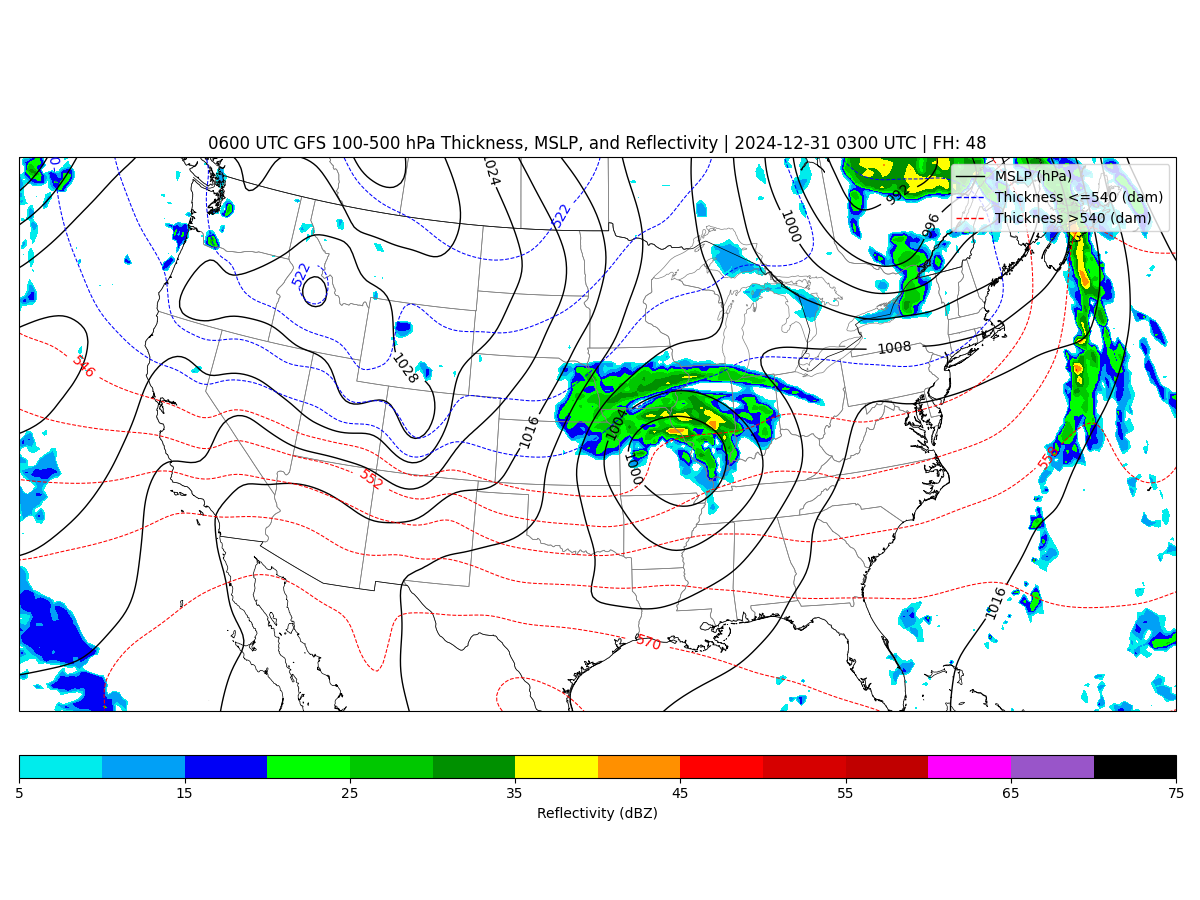 0600 UTC GFS 100-500 hPa Thickness, MSLP, and Reflectivity | 2024-12-31 0300 UTC | FH: 48
MSLP (hPa)
Thickness <=540 (dam)
Thickness >540 (dam)
1024
522
992
996
1000
522
1008
546
1028
1004
1016
1000
552
558
1016
570
5 15 25 35 45 55 65 75
Reflectivity (dBZ)